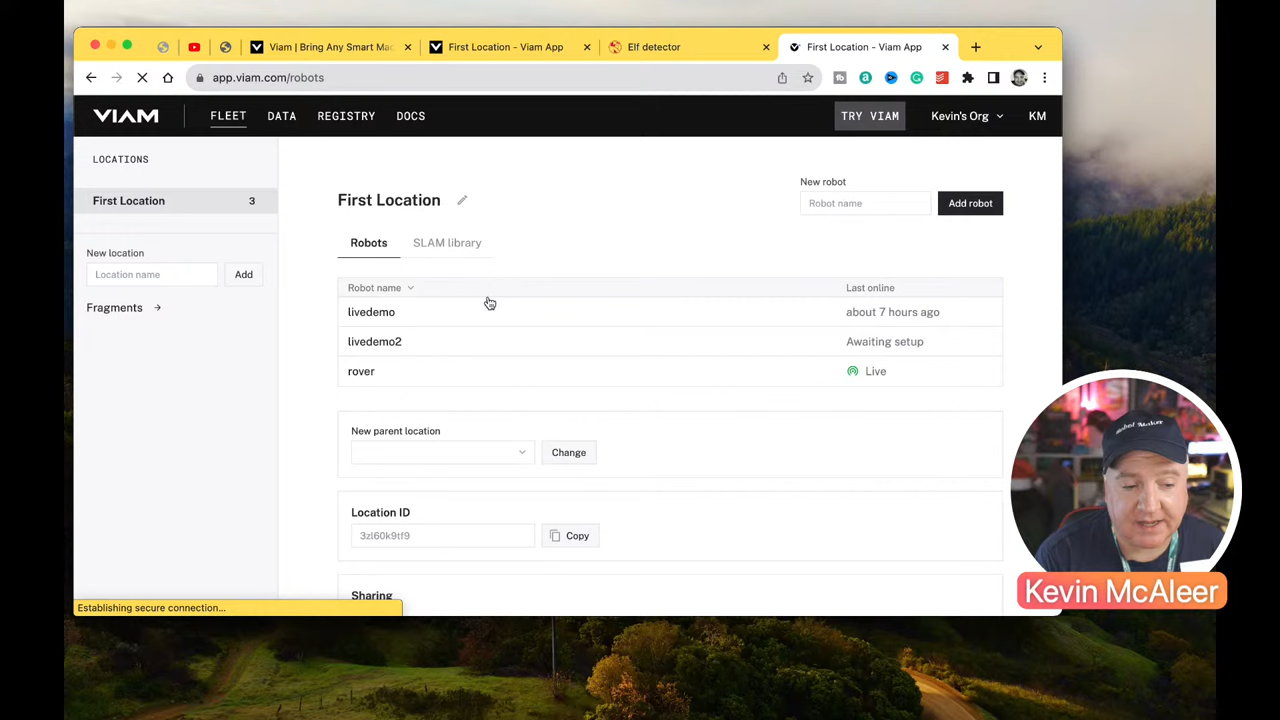 Viam | Bring Any Smart Ma
First Location - Viam App
Elf detector
First Location - Viam App
app.viam.com/robots
VIAM
FLEET
DATA
REGISTRY
DOCS
TRY VIAM
Kevin's Org
KM
LOCATIONS
First Location 3
New location
Location name
Add
Fragments
First Location
New robot
Robot name
Add robot
Robots
SLAM library
Robot name
Last online
livedemo
about 7 hours ago
livedemo2
Awaiting setup
rover
Live
New parent location
Change
Location ID
3zl60k9tf9
Copy
Sharing
Establishing secure connection...
Kevin McAleer